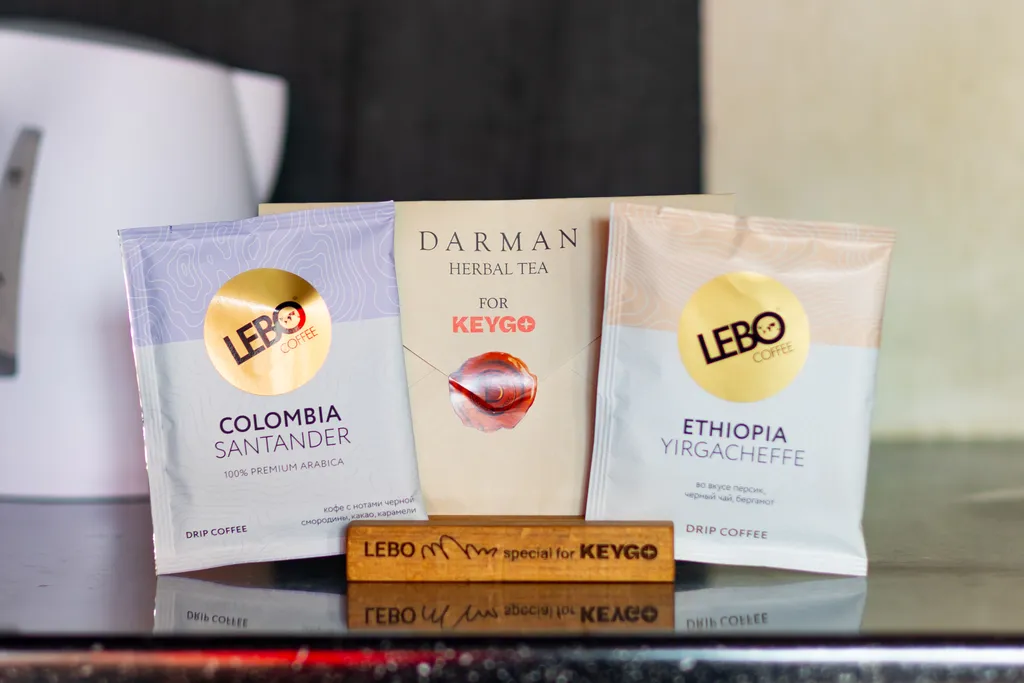 LEBO
COFFEE
COLOMBIA
SANTANDER
100% PREMIUM ARABICA
кофе с нотами черной
смородины, какао, карамели
DRIP COFFEE
DARMAN
HERBAL TEA
FOR
KEYGO
LEBO
COFFEE
ETHIOPIA
YIRGACHEFFE
во вкусе персик,
черный чай, бергамот
DRIP COFFEE
LEBO special for KEYGO